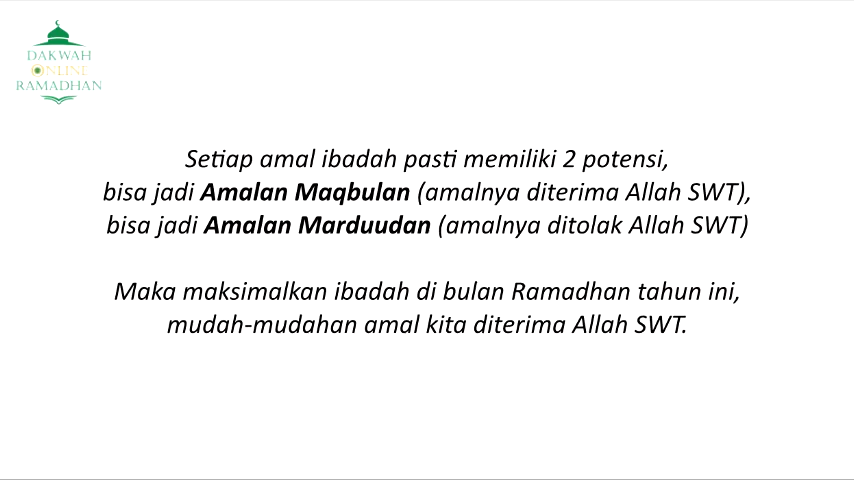 DAKWAH
ONLINE
RAMADHAN
Setiap amal ibadah pasti memiliki 2 potensi,
bisa jadi Amalan Maqbulan (amalnya diterima Allah SWT),
bisa jadi Amalan Marduudan (amalnya ditolak Allah SWT)
Maka maksimalkan ibadah di bulan Ramadhan tahun ini,
mudah-mudahan amal kita diterima Allah SWT.